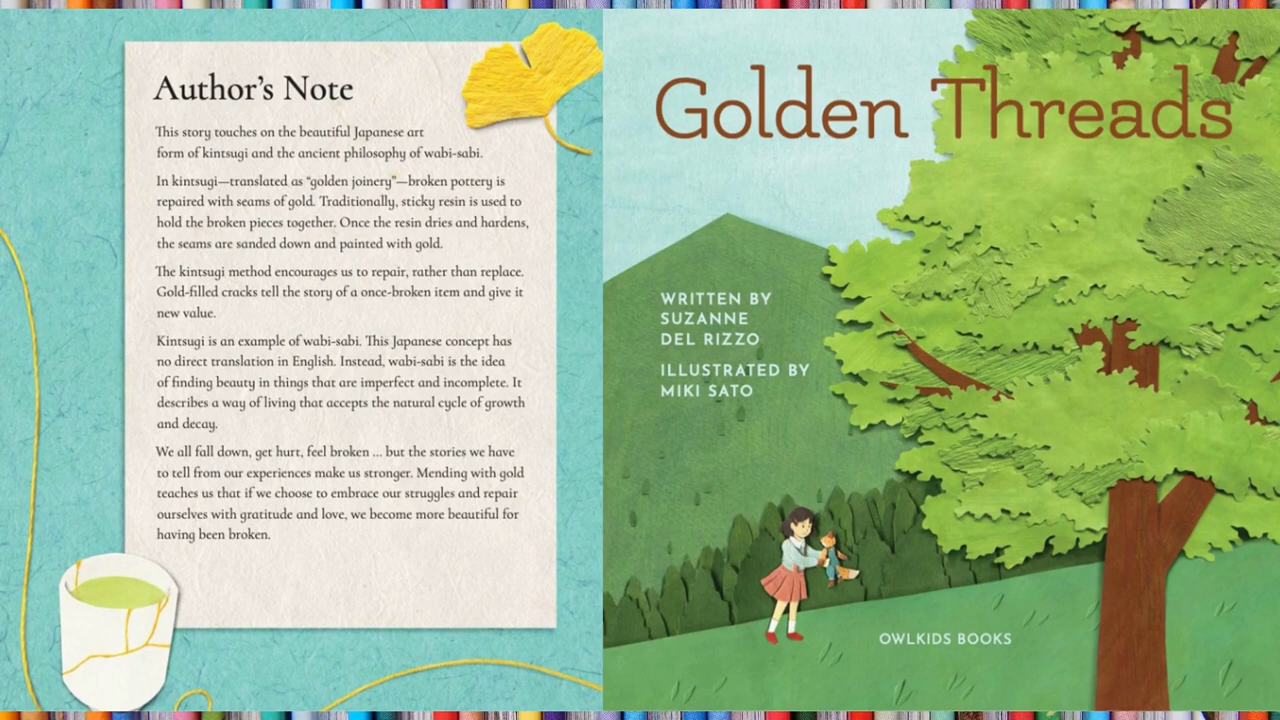 Author’s Note
This story touches on the beautiful Japanese art
form of kintsugi and the ancient philosophy of wabi-sabi.
In kintsugi—translated as “golden joinery”—broken pottery is
repaired with seams of gold. Traditionally, sticky resin is used to
hold the broken pieces together. Once the resin dries and hardens,
the seams are sanded down and painted with gold.
The kintsugi method encourages us to repair, rather than replace.
Gold-filled cracks tell the story of a once-broken item and give it
new value.
Kintsugi is an example of wabi-sabi. This Japanese concept has
no direct translation in English. Instead, wabi-sabi is the idea
of finding beauty in things that are imperfect and incomplete. It
describes a way of living that accepts the natural cycle of growth
and decay.
We all fall down, get hurt, feel broken ... but the stories we have
to tell from our experiences make us stronger. Mending with gold
teaches us that if we choose to embrace our struggles and repair
ourselves with gratitude and love, we become more beautiful for
having been broken.
Golden Threads
WRITTEN BY
SUZANNE
DEL RIZZO
ILLUSTRATED BY
MIKI SATO
OWLKIDS BOOKS